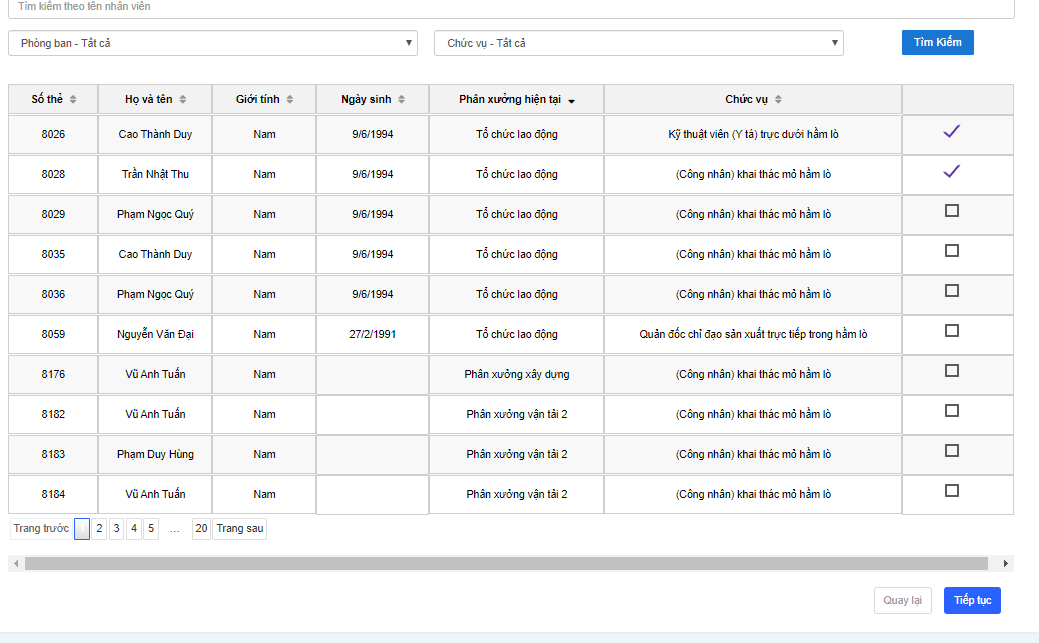 Tìm kiếm theo tên nhân viên
Phòng ban - Tất cả Chức vụ - Tất cả Tìm Kiếm
Số thẻ Họ và tên Giới tính Ngày sinh Phân xưởng hiện tại Chức vụ
8026 Cao Thành Duy Nam 9/6/1994 Tổ chức lao động Kỹ thuật viên (Y tá) trực dưới hầm lò
8028 Trần Nhật Thu Nam 9/6/1994 Tổ chức lao động (Công nhân) khai thác mỏ hầm lò
8029 Phạm Ngọc Quý Nam 9/6/1994 Tổ chức lao động (Công nhân) khai thác mỏ hầm lò
8035 Cao Thành Duy Nam 9/6/1994 Tổ chức lao động (Công nhân) khai thác mỏ hầm lò
8036 Phạm Ngọc Quý Nam 9/6/1994 Tổ chức lao động (Công nhân) khai thác mỏ hầm lò
8059 Nguyễn Văn Đại Nam 27/2/1991 Tổ chức lao động Quản đốc chỉ đạo sản xuất trực tiếp trong hầm lò
8176 Vũ Anh Tuấn Nam Phân xưởng xây dựng (Công nhân) khai thác mỏ hầm lò
8182 Vũ Anh Tuấn Nam Phân xưởng vận tải 2 (Công nhân) khai thác mỏ hầm lò
8183 Phạm Duy Hùng Nam Phân xưởng vận tải 2 (Công nhân) khai thác mỏ hầm lò
8184 Vũ Anh Tuấn Nam Phân xưởng vận tải 2 (Công nhân) khai thác mỏ hầm lò
Trang trước 2 3 4 5 ... 20 Trang sau
Quay lại Tiếp tục